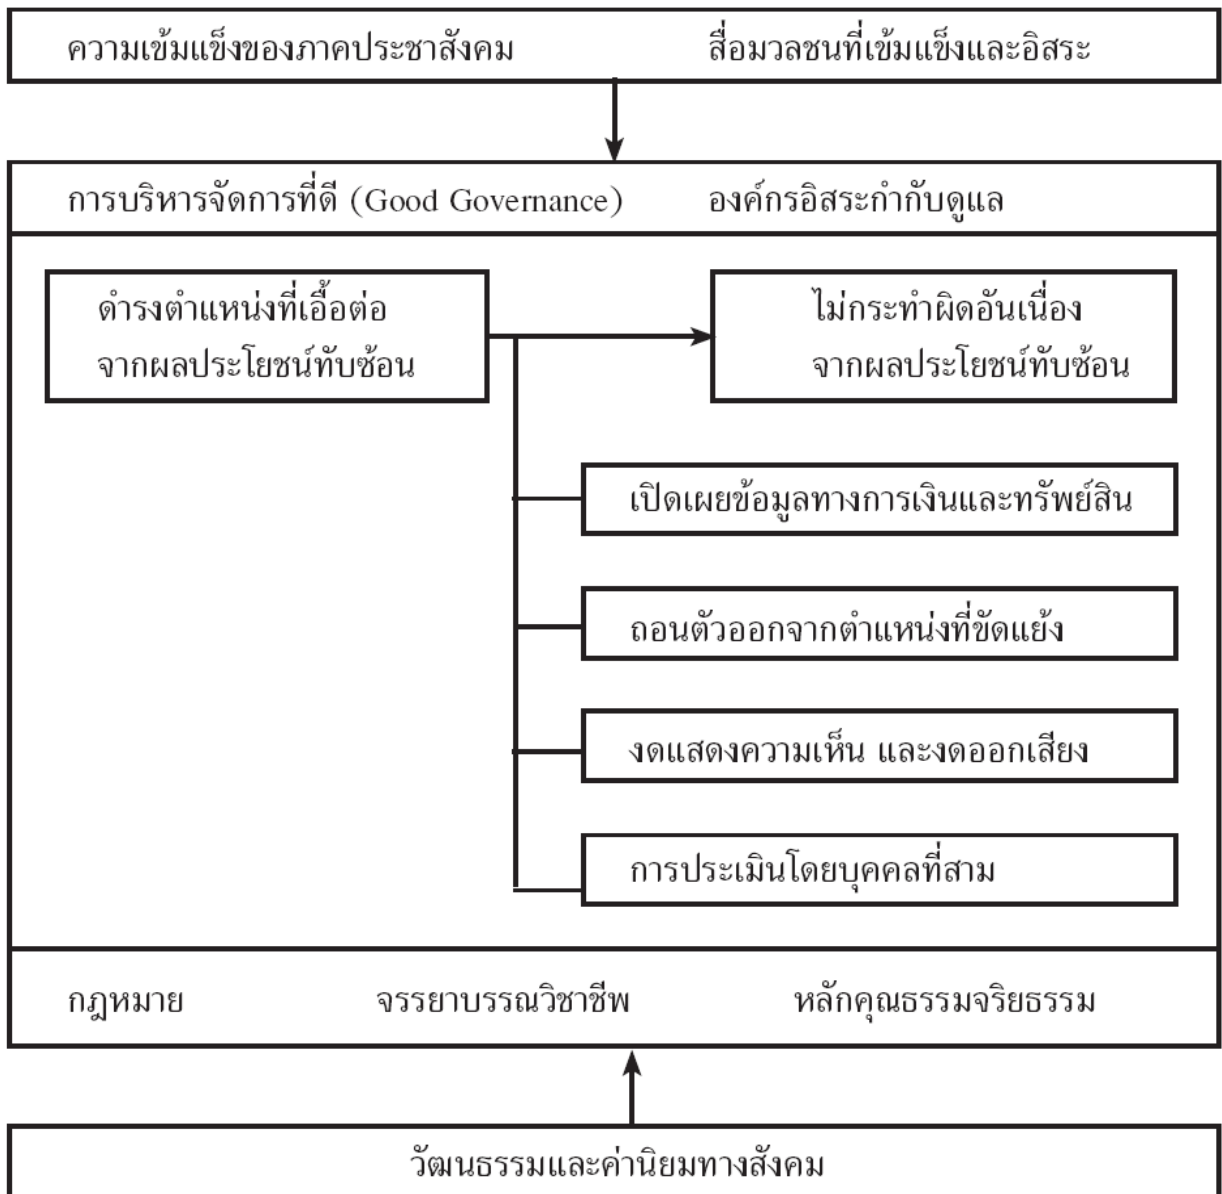 ความเข้มแข็งของภาคประชาสังคม สื่อมวลชนที่เข้มแข็งและอิสระ
การบริหารจัดการที่ดี (Good Governance) องค์กรอิสระกำกับดูแล
ดำรงตำแหน่งที่เอื้อต่อ
จากผลประโยชน์ทับซ้อน
ไม่กระทำผิดอันเนื่อง
จากผลประโยชน์ทับซ้อน
เปิดเผยข้อมูลทางการเงินและทรัพย์สิน
ถอนตัวออกจากตำแหน่งที่ขัดแย้ง
งดแสดงความเห็น และงดออกเสียง
การประเมินโดยบุคคลที่สาม
กฎหมาย จรรยาบรรณวิชาชีพ หลักคุณธรรมจริยธรรม
วัฒนธรรมและค่านิยมทางสังคม